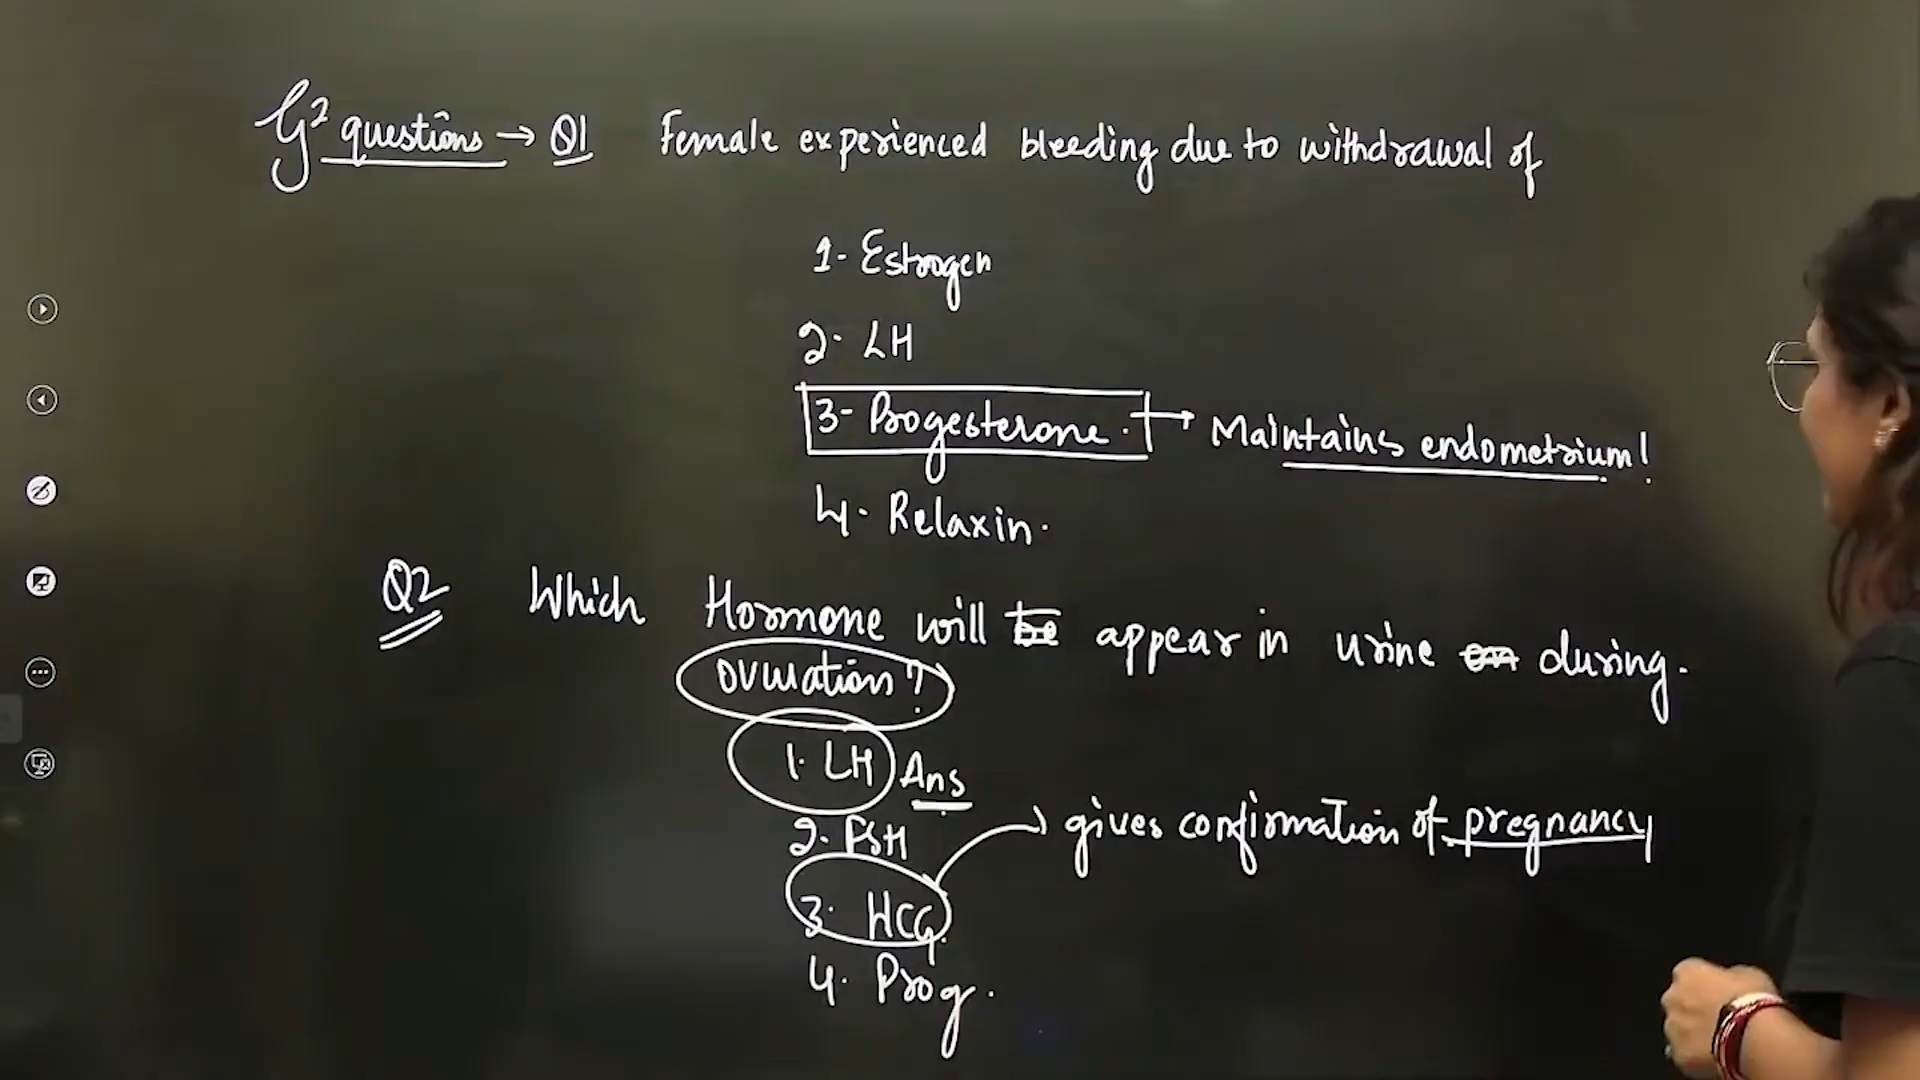 G² questions → Q1 Female experienced bleeding due to withdrawal of
1- Estrogen
2. LH
3- Progesterone. → Maintains endometrium!
4. Relaxin.
Q2 Which Hormone will be appear in urine on during.
ovulation?
1. LH Ans
2. FSH
3. HCG. → gives confirmation of pregnancy
4. Prog.